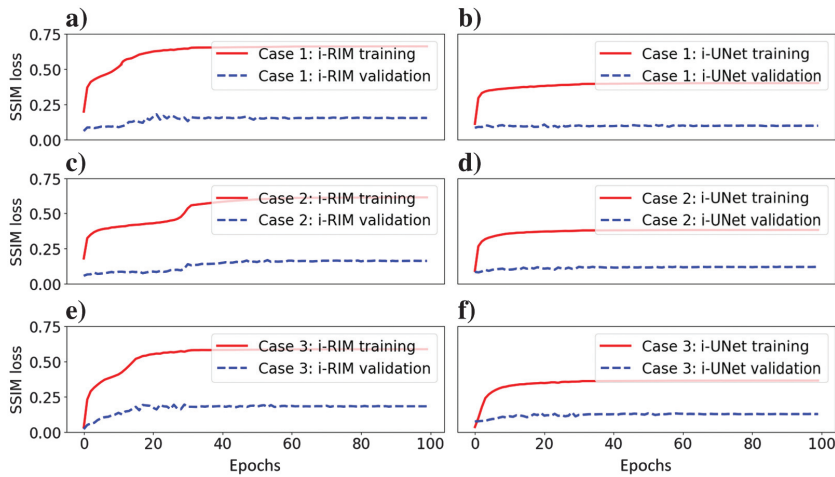 a)
b)
0.75
0.50
0.25
0.00
SSIM loss
Case 1: i-RIM training
Case 1: i-RIM validation
Case 1: i-UNet training
Case 1: i-UNet validation
c)
d)
0.75
0.50
0.25
0.00
SSIM loss
Case 2: i-RIM training
Case 2: i-RIM validation
Case 2: i-UNet training
Case 2: i-UNet validation
e)
f)
0.75
0.50
0.25
0.00
SSIM loss
Case 3: i-RIM training
Case 3: i-RIM validation
Case 3: i-UNet training
Case 3: i-UNet validation
0 20 40 60 80 100
0 20 40 60 80 100
Epochs
Epochs